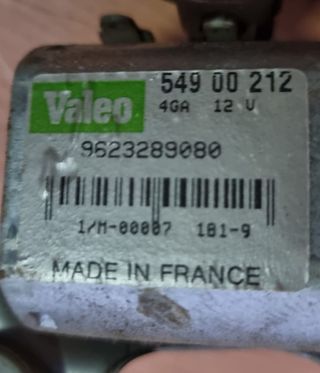 Valeo 549 00 212
4GA 12 V
9623289080
1/M-00007 181-9
MADE IN FRANCE